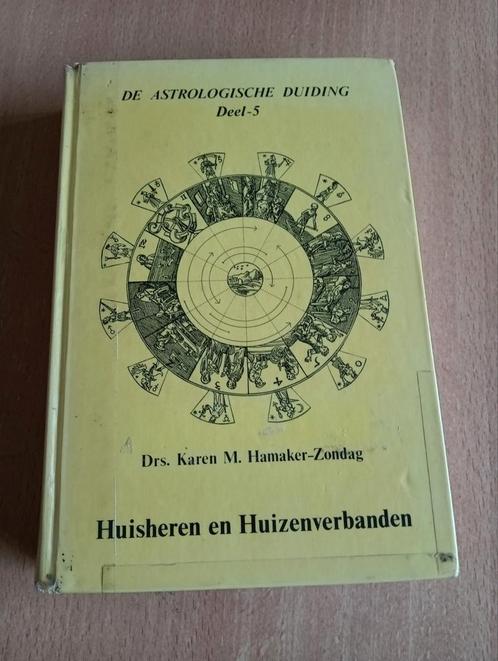 DE ASTROLOGISCHE DUIDING
Deel-5
Drs. Karen M. Hamaker-Zondag
Huisheren en Huizenverbanden